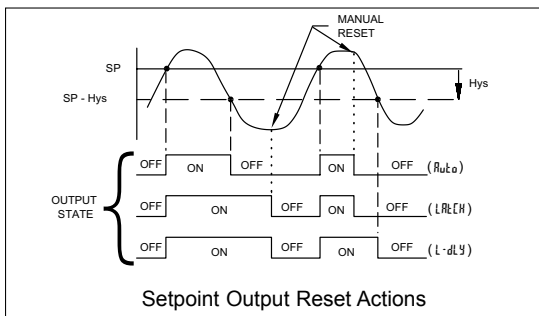 MANUAL
RESET
SP
Hys
SP - Hys
OUTPUT
STATE
OFF ON OFF ON OFF (Auto)
OFF ON OFF ON OFF (LAtCH)
OFF ON OFF ON OFF (L-dLY)
Setpoint Output Reset Actions